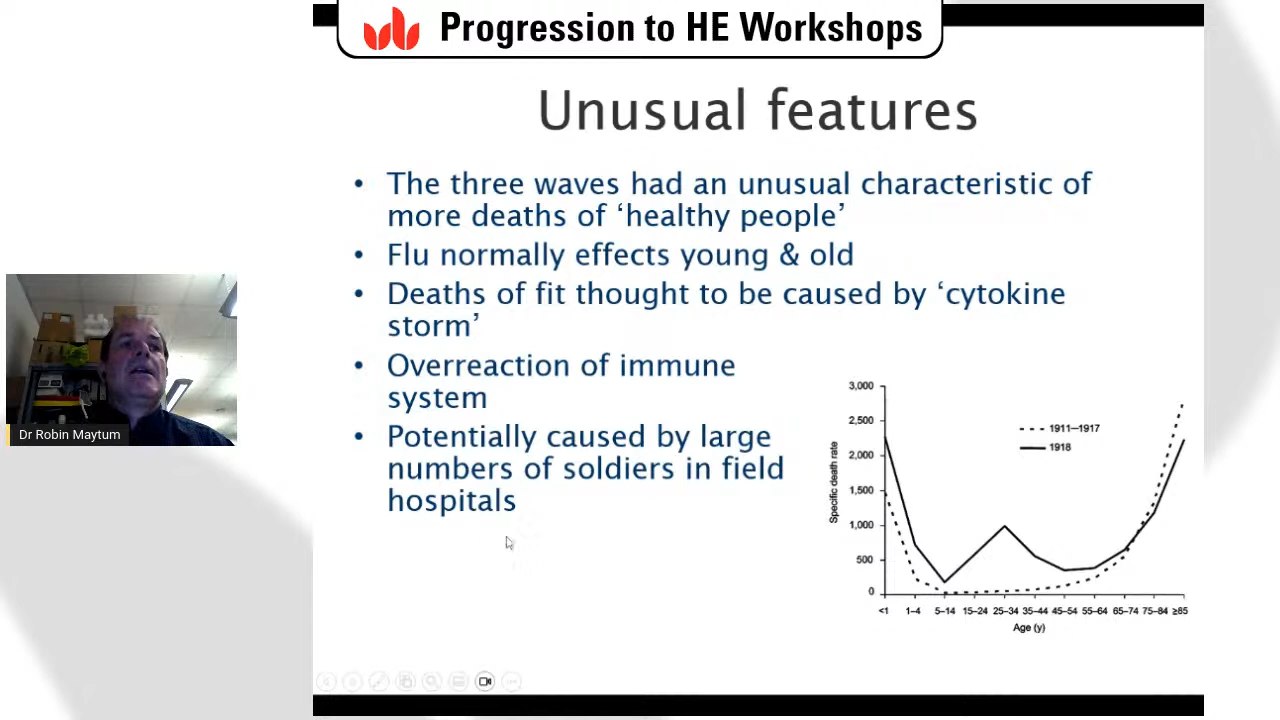 Progression to HE Workshops
Unusual features
• The three waves had an unusual characteristic of
more deaths of ‘healthy people’
• Flu normally effects young & old
• Deaths of fit thought to be caused by ‘cytokine
storm’
• Overreaction of immune
system
• Potentially caused by large
numbers of soldiers in field
hospitals
Dr Robin Maytum
3,000
2,500
2,000
1,500
1,000
500
0
Specific death rate
1911–1917
1918
<1 1–4 5–14 15–24 25–34 35–44 45–54 55–64 65–74 75–84 ≥85
Age (y)